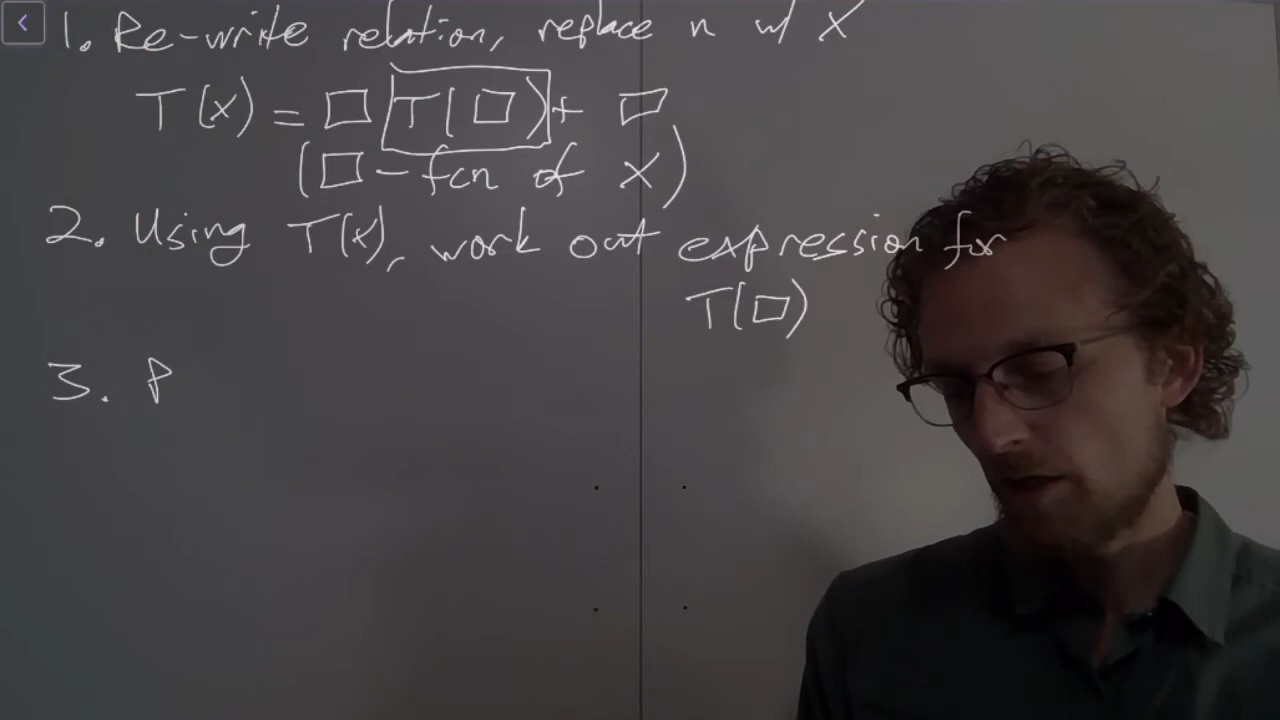 1. Re-write relation, replace n w/ X
T(x) = □ T(□) + □
(□ - fcn of x)
2. Using T(x), work out expression for
T(□)
3. P